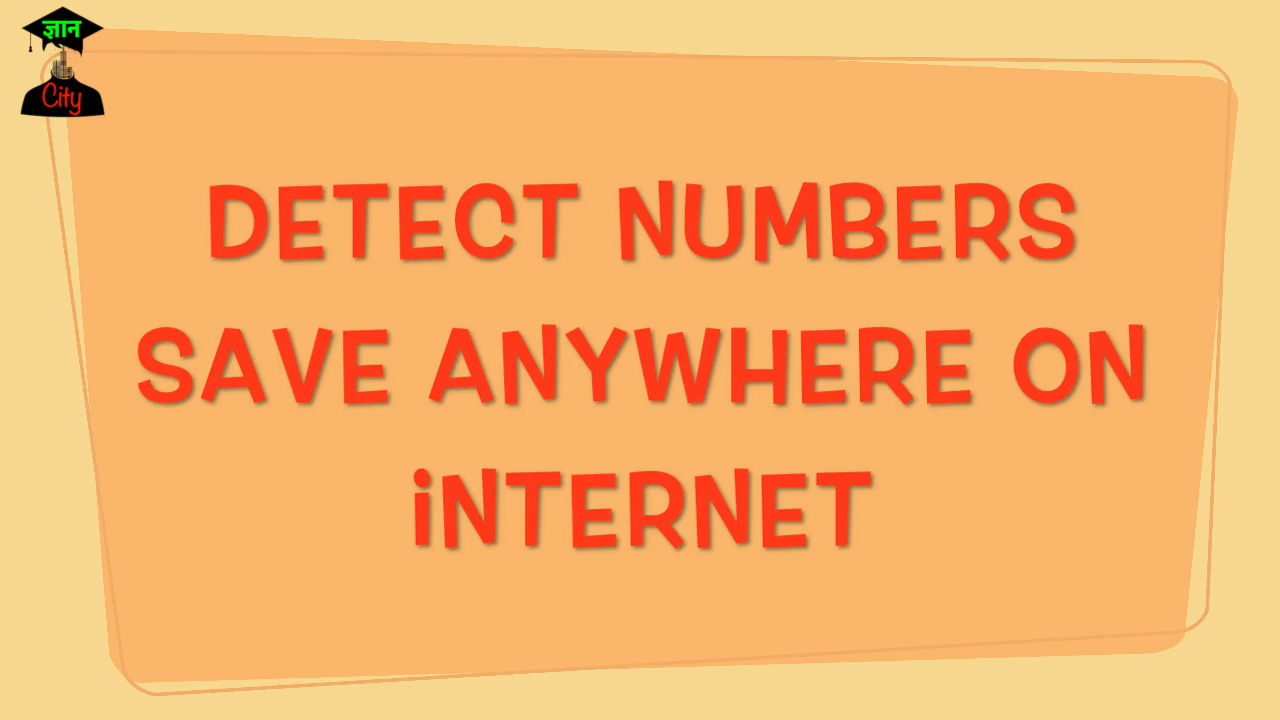 ज्ञान
City
DETECT NUMBERS
SAVE ANYWHERE ON
iNTERNET